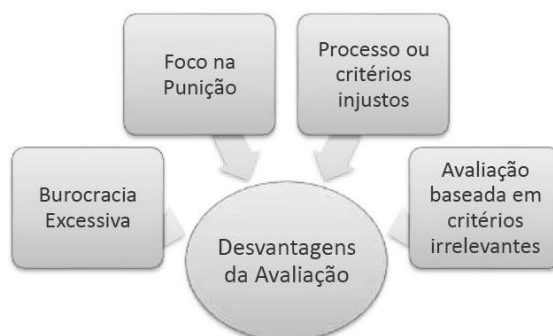 Foco na
Punição
Processo ou
critérios
injustos
Burocracia
Excessiva
Avaliação
baseada em
critérios
irrelevantes
Desvantagens
da Avaliação